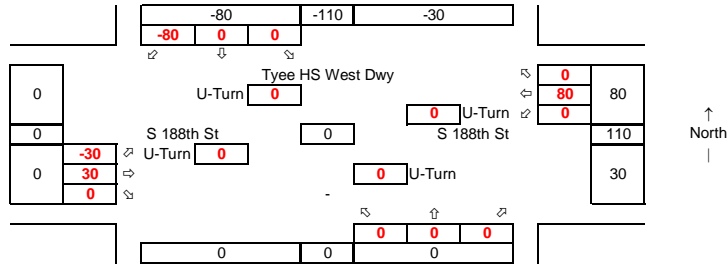 -80 -110 -30
-80 0 0
⬃ ⇩ ⬂
Tyee HS West Dwy
⬁ 0
0 U-Turn 0 ⇦ 80 80
0 U-Turn ⬃ 0 ↑
0 S 188th St 0 S 188th St 110 North
-30 ⬀ U-Turn 0 |
0 30 ⇨ 0 U-Turn 30
0 ⬂ -
⬁ ⇧ ⬀
0 0 0
0 0 0